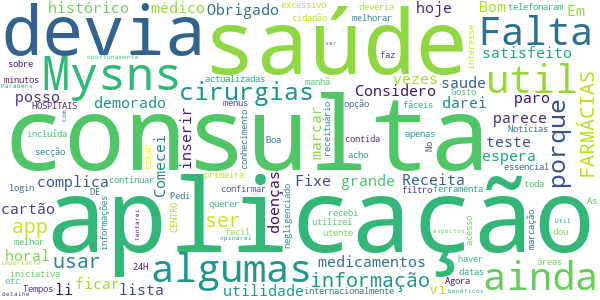 histórico médico Obrigado hoje Bom Em telefonaram
excessivo cidadão deveria melhorar
devia saúde Falta
sobre minutos Parabéns oportunamente faz ver interesse
Mysns cirurgias vezes satisfeito
actualizadas manhã Considero saude Gosto fáceis
HOSPITAIS posso demorado menus opção darei paro
incluída secção Comecei inserir conhecimento Boa marcar receituário contida acho apenas No teste parece Notícias
util porque FARMÁCIAS
consulta
espera essencial
login estar complica continuar primeira doenças negligenciado Fixe grande Receita filtro ferramenta toda
cartão DE informações Pedi confirmar querer recebi utilizei utente acesso marcação As
CENTRO facil opinarei
aplicação
app melhor ser medicamentos Util dou
horal usar algumas informação vi aspectos haver áreas
iniciativa importante etc 24H Tentarei Agora datas
Tempos li ficar lista utilidade internacionalmente benefícios ainda
detalhe Com